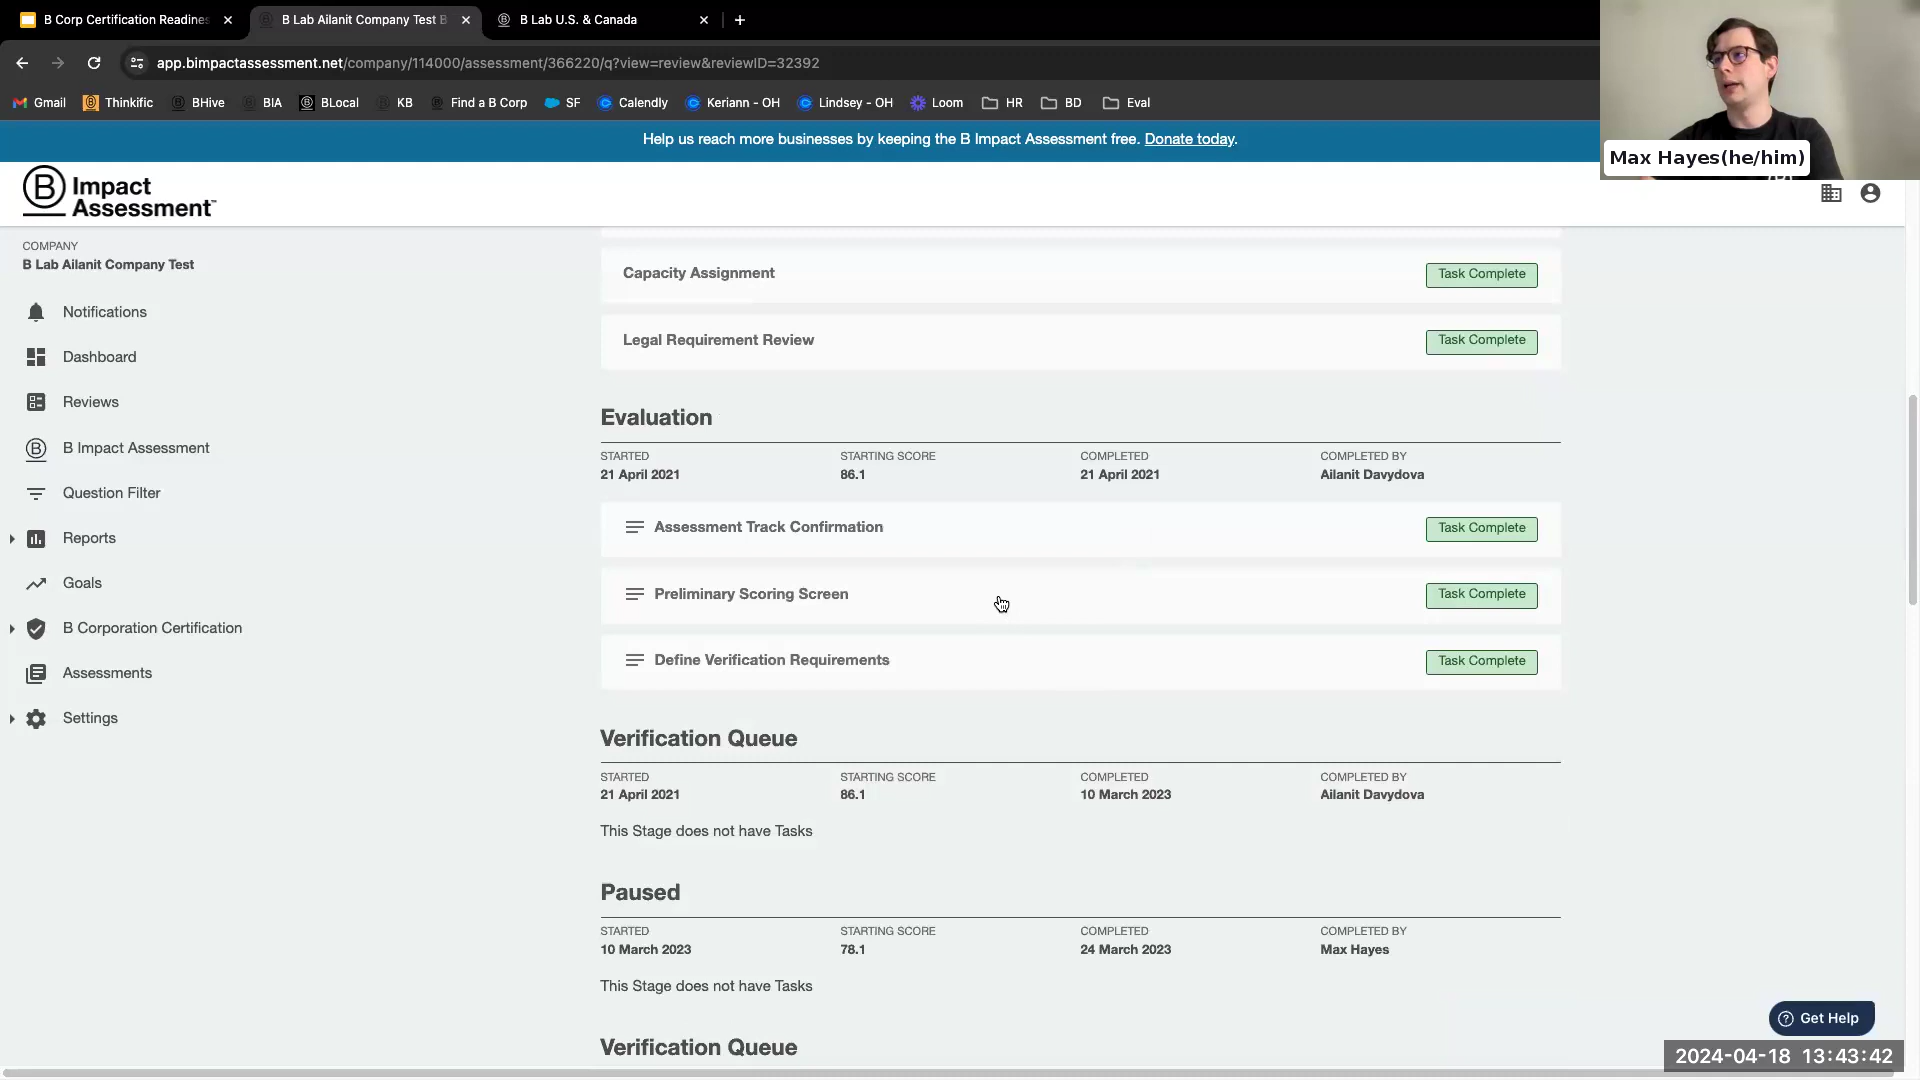 B Corp Certification Readines
B Lab Ailanit Company Test B
B Lab U.S. & Canada
app.bimpactassessment.net/company/114000/assessment/366220/q?view=review&reviewID=32392
Gmail Thinkific BHive BIA BLocal KB Find a B Corp SF Calendly Keriann - OH Lindsey - OH Loom HR BD Eval
Help us reach more businesses by keeping the B Impact Assessment free. Donate today.
Max Hayes(he/him)
B Impact
Assessment™
COMPANY
B Lab Ailanit Company Test
Notifications
Dashboard
Reviews
B Impact Assessment
Question Filter
Reports
Goals
B Corporation Certification
Assessments
Settings
Capacity Assignment Task Complete
Legal Requirement Review Task Complete
Evaluation
STARTED STARTING SCORE COMPLETED COMPLETED BY
21 April 2021 86.1 21 April 2021 Ailanit Davydova
Assessment Track Confirmation Task Complete
Preliminary Scoring Screen Task Complete
Define Verification Requirements Task Complete
Verification Queue
STARTED STARTING SCORE COMPLETED COMPLETED BY
21 April 2021 86.1 10 March 2023 Ailanit Davydova
This Stage does not have Tasks
Paused
STARTED STARTING SCORE COMPLETED COMPLETED BY
10 March 2023 78.1 24 March 2023 Max Hayes
This Stage does not have Tasks
Verification Queue
Get Help
2024-04-18 13:43:42